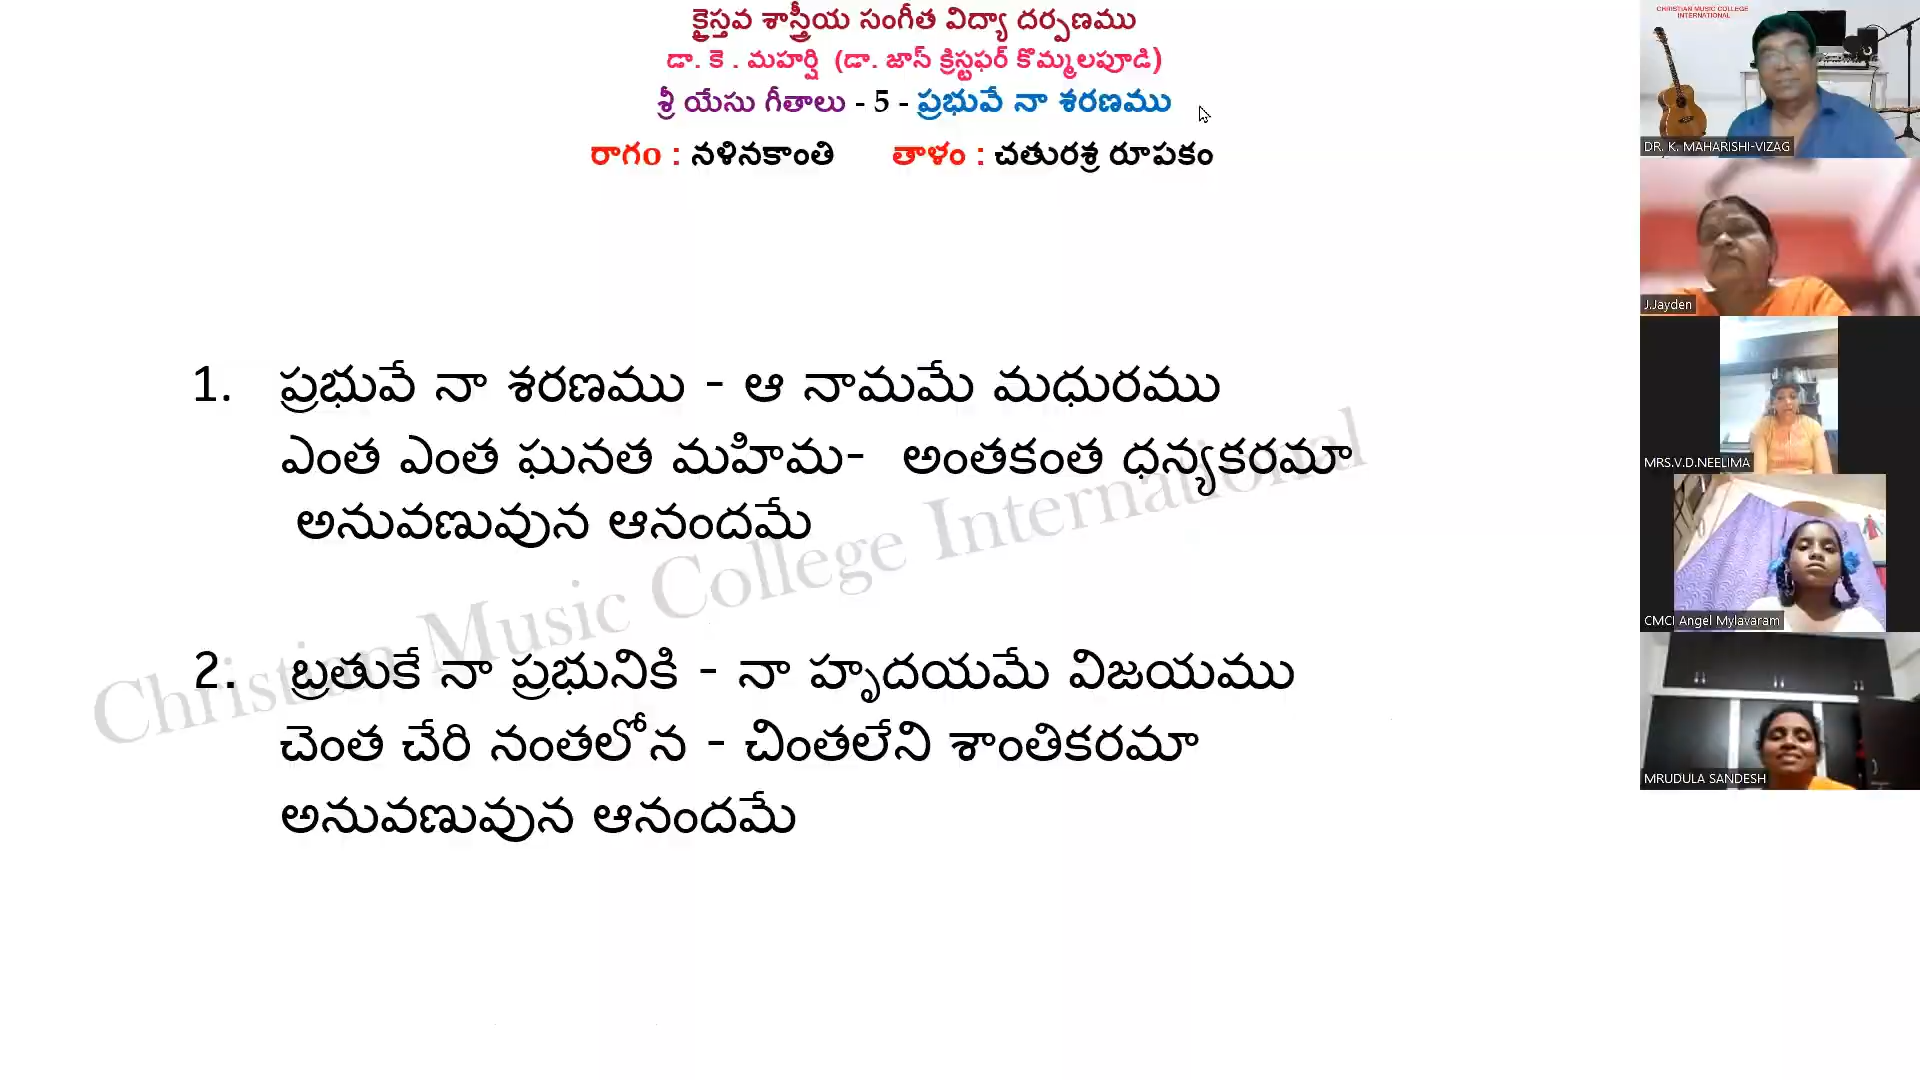 క్రైస్తవ శాస్త్రీయ సంగీత విద్యా దర్పణము
డా. కె . మహర్షి (డా. జాస్ క్రిస్టఫర్ కొమ్మలపూడి)
శ్రీ యేసు గీతాలు - 5 - ప్రభువే నా శరణము
రాగం : నళినకాంతి తాళం : చతురశ్ర రూపకం
1. ప్రభువే నా శరణము - ఆ నామమే మధురము
ఎంత ఎంత ఘనత మహిమ- అంతకంత ధన్యకరమా
అనువణువున ఆనందమే
2. బ్రతుకే నా ప్రభునికి - నా హృదయమే విజయము
చెంత చేరి నంతలోన - చింతలేని శాంతికరమా
అనువణువున ఆనందమే
Christian Music College International
CHRISTIAN MUSIC COLLEGE
INTERNATIONAL
DR. K. MAHARISHI-VIZAG
J.Jayden
MRS.V.D.NEELIMA
CMCI Angel Mylavaram
MRUDULA SANDESH